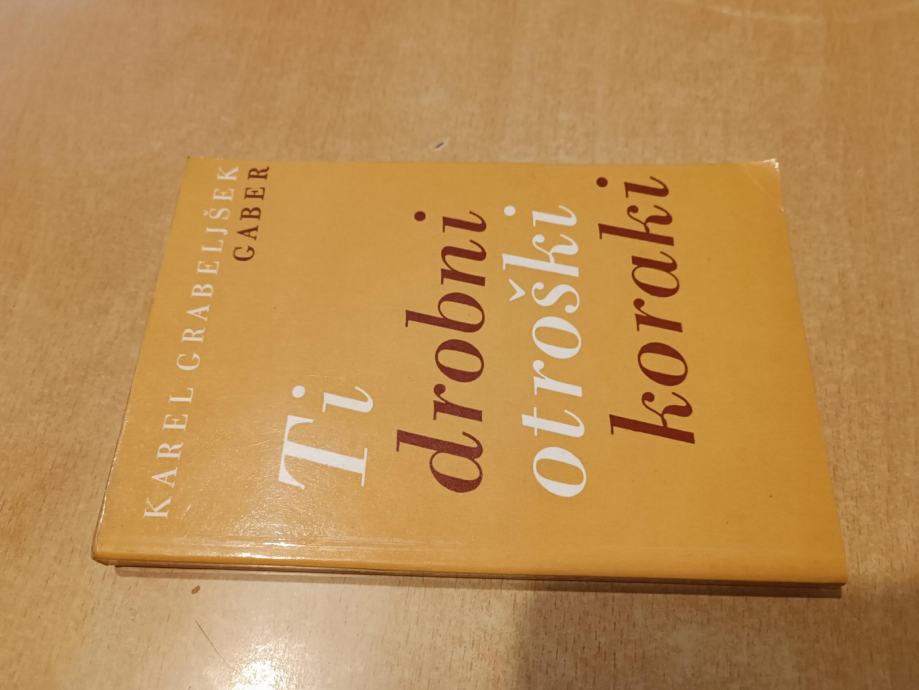 KAREL GRABELJŠEK
GABER
Ti
drobni
otroški
koraki